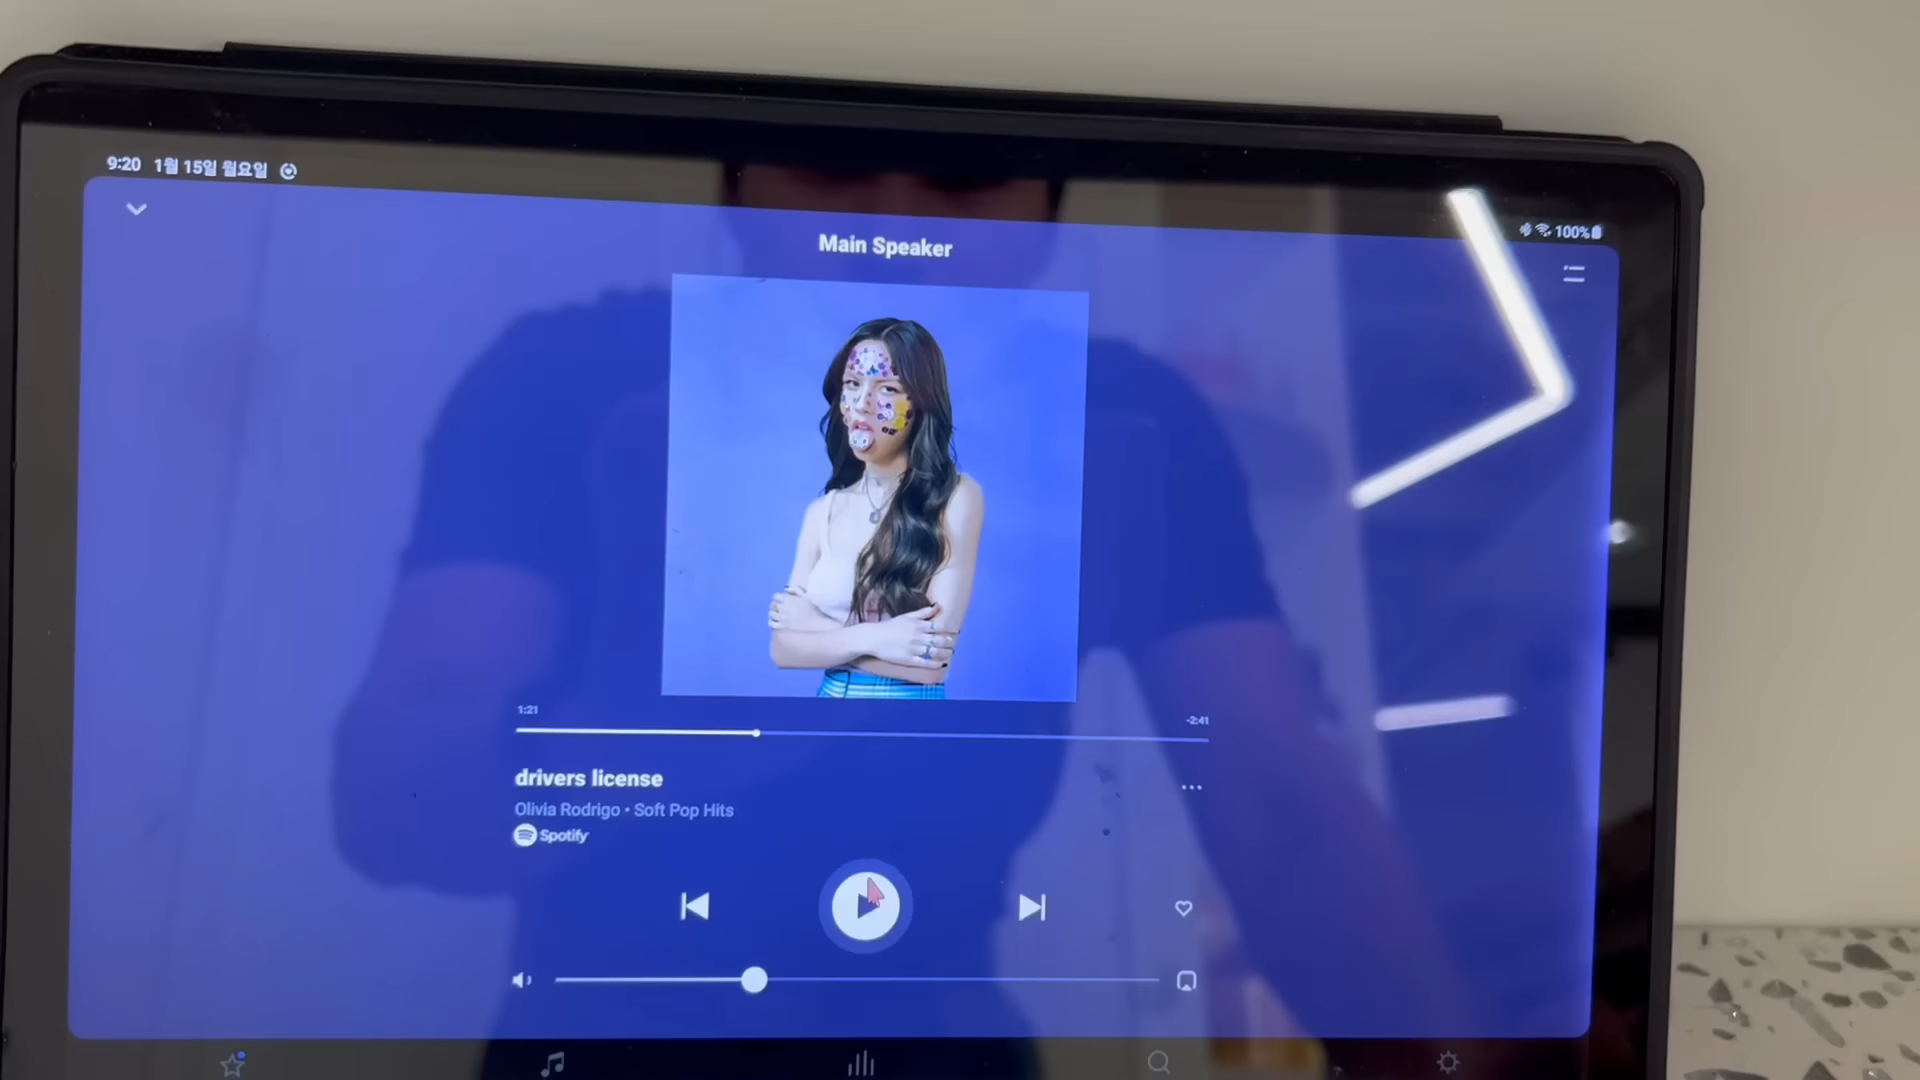 9:20 1월 15일 월요일
100%
Main Speaker
1:21
-2:41
drivers license
Olivia Rodrigo • Soft Pop Hits
Spotify